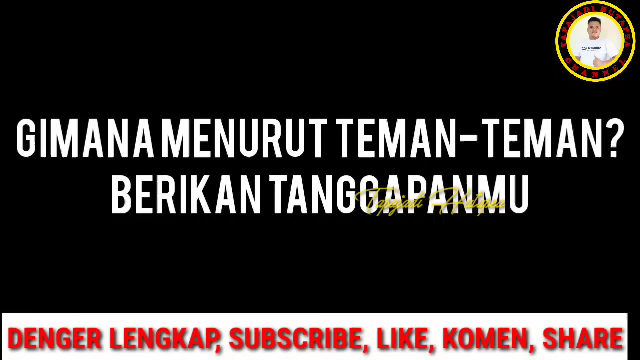 GIMANA MENURUT TEMAN-TEMAN?
BERIKAN TANGGAPANMU
DENGER LENGKAP, SUBSCRIBE, LIKE, KOMEN, SHARE